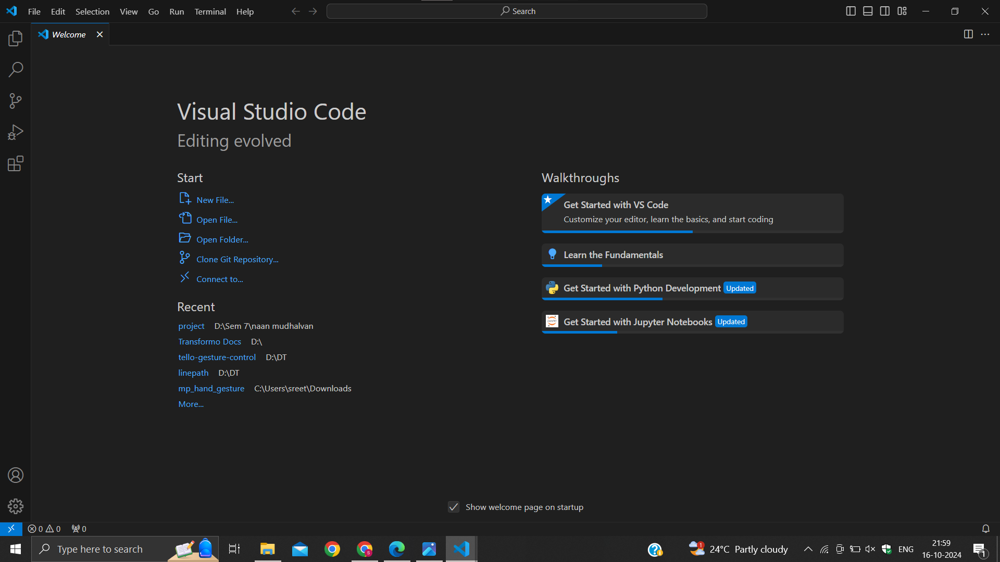 File Edit Selection View Go Run Terminal Help
Search
Welcome
Visual Studio Code
Editing evolved
Start
New File...
Open File...
Open Folder...
Clone Git Repository...
Connect to...
Recent
project D:\Sem 7\naan mudhalvan
Transformo Docs D:\
tello-gesture-control D:\DT
linepath D:\DT
mp_hand_gesture C:\Users\sreet\Downloads
More...
Walkthroughs
Get Started with VS Code
Customize your editor, learn the basics, and start coding
Learn the Fundamentals
Get Started with Python Development Updated
Get Started with Jupyter Notebooks Updated
Show welcome page on startup
0 0 0
Type here to search
S
1
24°C Partly cloudy
ENG
21:59
16-10-2024
1